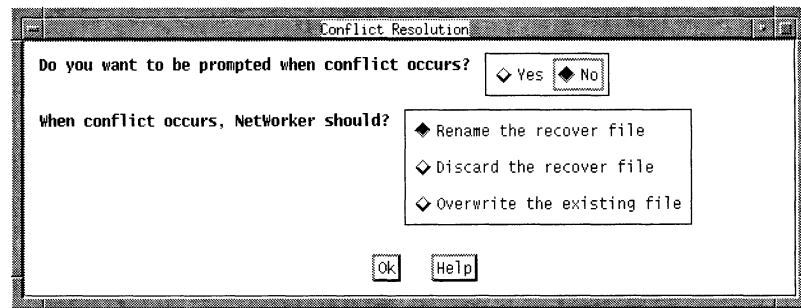 Conflict Resolution
Do you want to be prompted when conflict occurs? Yes No
When conflict occurs, NetWorker should?
Rename the recover file
Discard the recover file
Overwrite the existing file
Ok Help